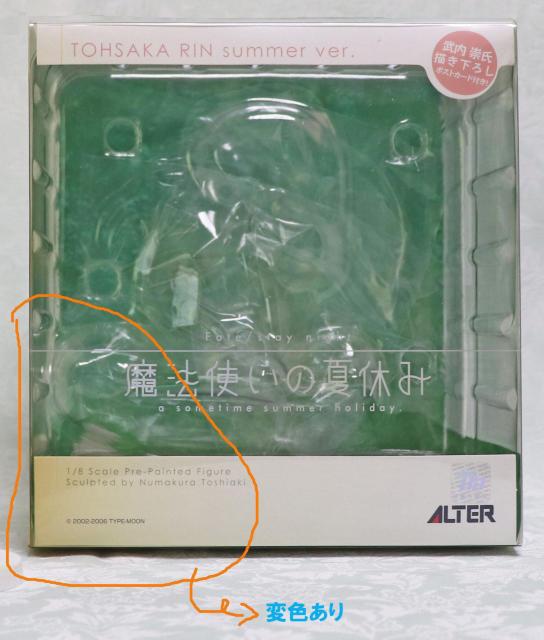 TOHSAKA RIN summer ver.
武内 崇氏
描き下ろし
ポストカード付き!
Fate/stay night
魔法使いの夏休み
a sometime summer holiday.
1/8 Scale Pre-Painted Figure
Sculpted by Numakura Toshiaki
© 2002-2006 TYPE-MOON
ALTER
変色あり